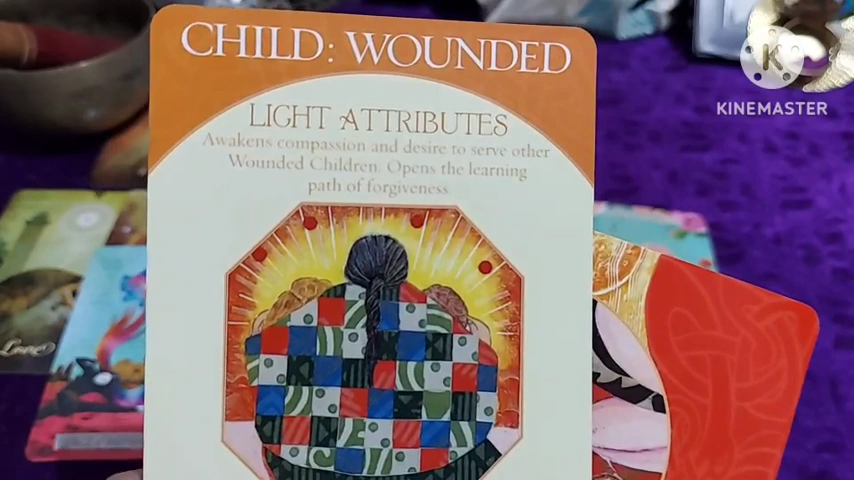 CHILD: WOUNDED
LIGHT ATTRIBUTES
Awakens compassion and desire to serve other
Wounded Children. Opens the learning
path of forgiveness
K
KINEMASTER
Love